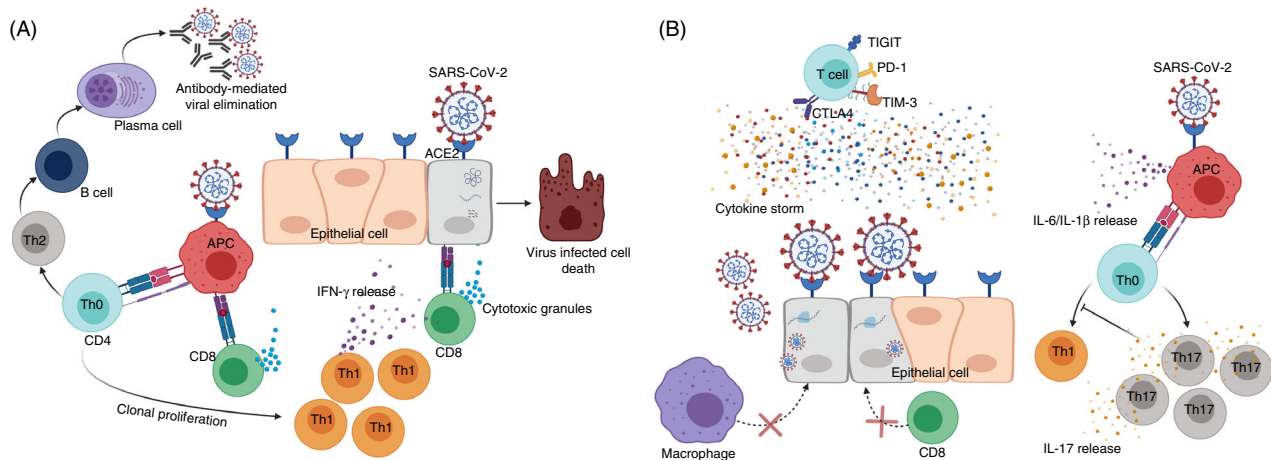 (A)
Antibody-mediated
viral elimination
Plasma cell
B cell
Th2
Th0
CD4
APC
CD8
Clonal proliferation
SARS-CoV-2
ACE2
Epithelial cell
Virus infected cell
death
IFN-γ release
Cytotoxic granules
CD8
Th1
Th1
Th1
Th1
(B)
TIGIT
T cell
PD-1
TIM-3
CTLA4
Cytokine storm
Epithelial cell
Macrophage
CD8
SARS-CoV-2
APC
IL-6/IL-1β release
Th0
Th1
Th17
Th17
Th17
Th17
IL-17 release